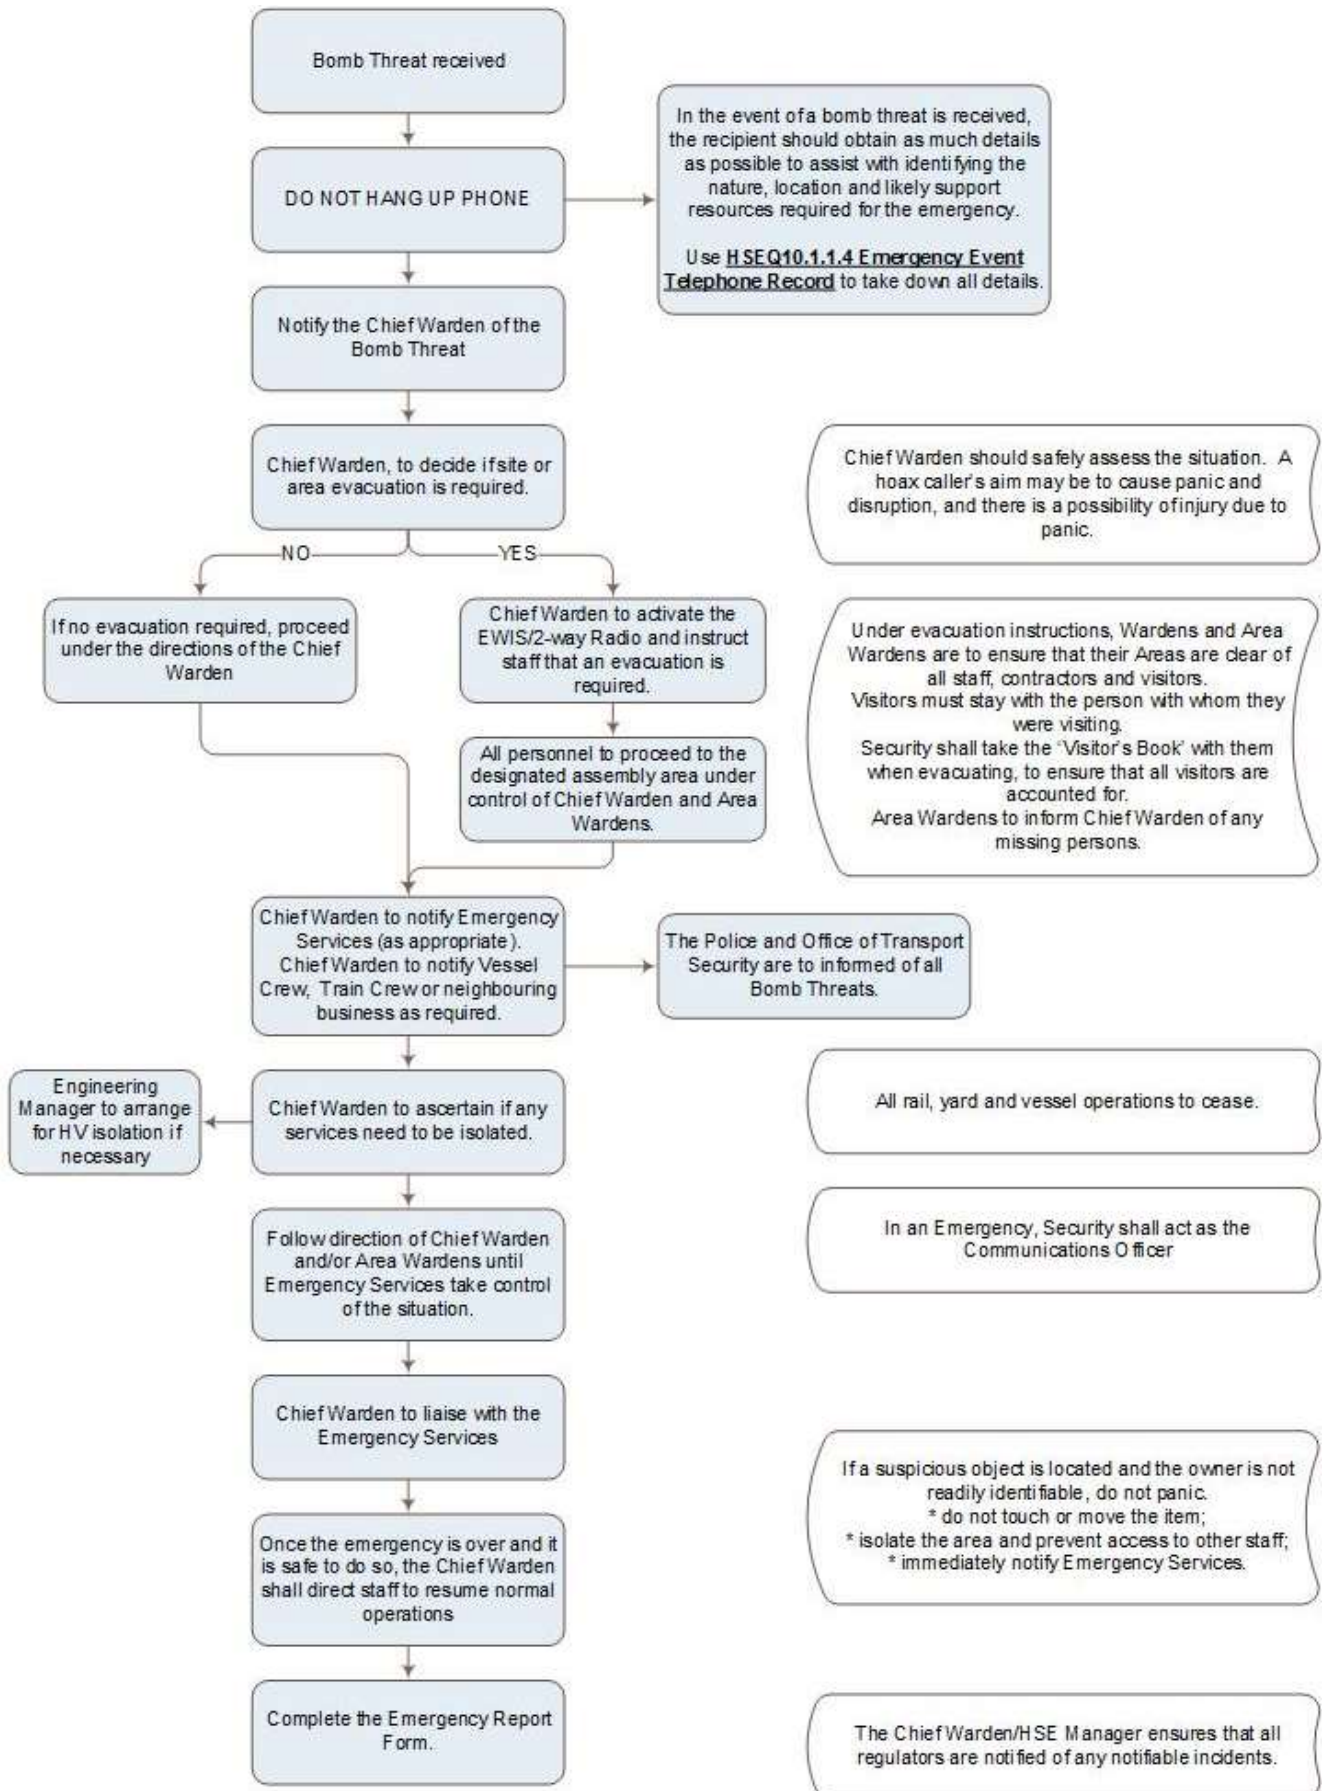 Bomb Threat received
In the event of a bomb threat is received,
the recipient should obtain as much details
as possible to assist with identifying the
nature, location and likely support
resources required for the emergency.
Use HSEQ10.1.1.4 Emergency Event
Telephone Record to take down all details.
DO NOT HANG UP PHONE
Notify the Chief Warden of the
Bomb Threat
Chief Warden, to decide if site or
area evacuation is required.
Chief Warden should safely assess the situation. A
hoax caller's aim may be to cause panic and
disruption, and there is a possibility of injury due to
panic.
NO
YES
If no evacuation required, proceed
under the directions of the Chief
Warden
Chief Warden to activate the
EWIS/2-way Radio and instruct
staff that an evacuation is
required.
Under evacuation instructions, Wardens and Area
Wardens are to ensure that their Areas are clear of
all staff, contractors and visitors.
Visitors must stay with the person with whom they
were visiting.
Security shall take the 'Visitor's Book' with them
when evacuating, to ensure that all visitors are
accounted for.
Area Wardens to inform Chief Warden of any
missing persons.
All personnel to proceed to the
designated assembly area under
control of Chief Warden and Area
Wardens.
Chief Warden to notify Emergency
Services (as appropriate).
Chief Warden to notify Vessel
Crew, Train Crew or neighbouring
business as required.
The Police and Office of Transport
Security are to informed of all
Bomb Threats.
Engineering
Manager to arrange
for HV isolation if
necessary
Chief Warden to ascertain if any
services need to be isolated.
All rail, yard and vessel operations to cease.
Follow direction of Chief Warden
and/or Area Wardens until
Emergency Services take control
of the situation.
In an Emergency, Security shall act as the
Communications Officer
Chief Warden to liaise with the
Emergency Services
If a suspicious object is located and the owner is not
readily identifiable, do not panic.
* do not touch or move the item;
* isolate the area and prevent access to other staff;
* immediately notify Emergency Services.
Once the emergency is over and it
is safe to do so, the Chief Warden
shall direct staff to resume normal
operations
Complete the Emergency Report
Form.
The Chief Warden/HSE Manager ensures that all
regulators are notified of any notifiable incidents.